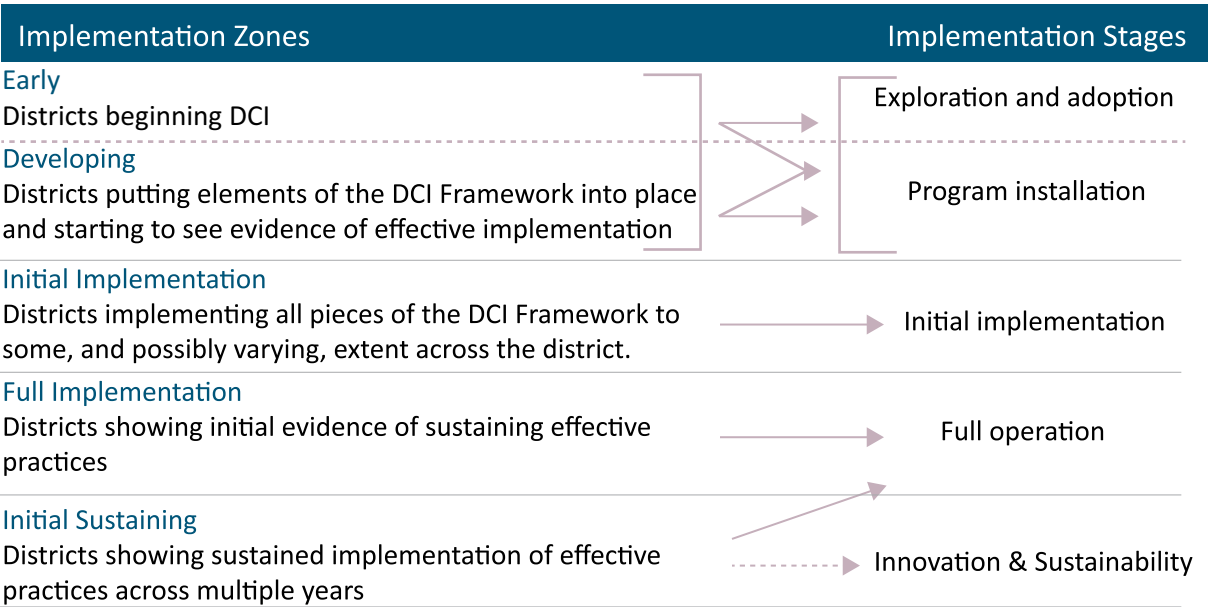 Implementation Zones
Implementation Stages
Early
Districts beginning DCI
Exploration and adoption
Developing
Districts putting elements of the DCI Framework into place
and starting to see evidence of effective implementation
Program installation
Initial Implementation
Districts implementing all pieces of the DCI Framework to
some, and possibly varying, extent across the district.
Initial implementation
Full Implementation
Districts showing initial evidence of sustaining effective
practices
Full operation
Initial Sustaining
Districts showing sustained implementation of effective
practices across multiple years
Innovation & Sustainability